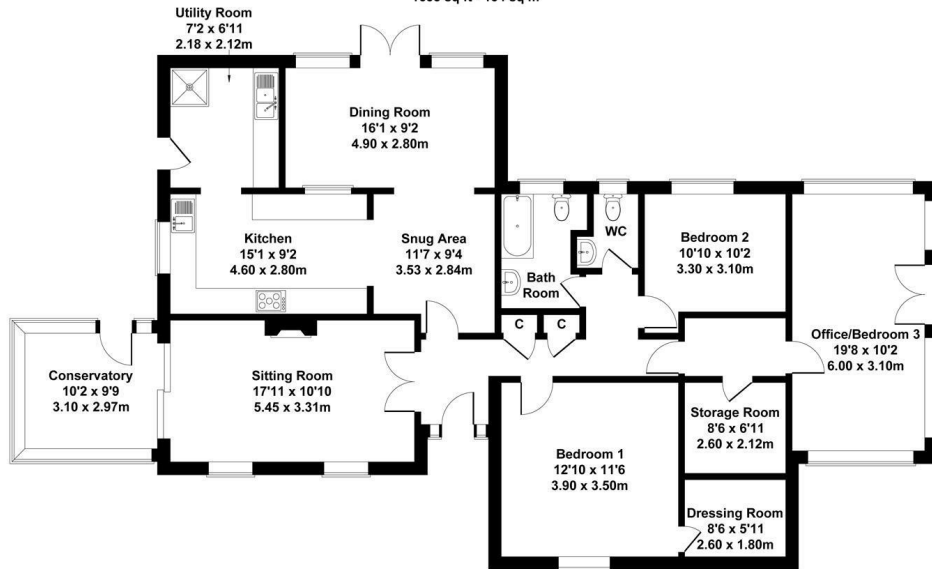 Utility Room
7'2 x 6'11
2.18 x 2.12m
Dining Room
16'1 x 9'2
4.90 x 2.80m
Kitchen
15'1 x 9'2
4.60 x 2.80m
Snug Area
11'7 x 9'4
3.53 x 2.84m
Bath
Room
WC
Bedroom 2
10'10 x 10'2
3.30 x 3.10m
C
C
Office/Bedroom 3
19'8 x 10'2
6.00 x 3.10m
Conservatory
10'2 x 9'9
3.10 x 2.97m
Sitting Room
17'11 x 10'10
5.45 x 3.31m
Storage Room
8'6 x 6'11
2.60 x 2.12m
Bedroom 1
12'10 x 11'6
3.90 x 3.50m
Dressing Room
8'6 x 5'11
2.60 x 1.80m